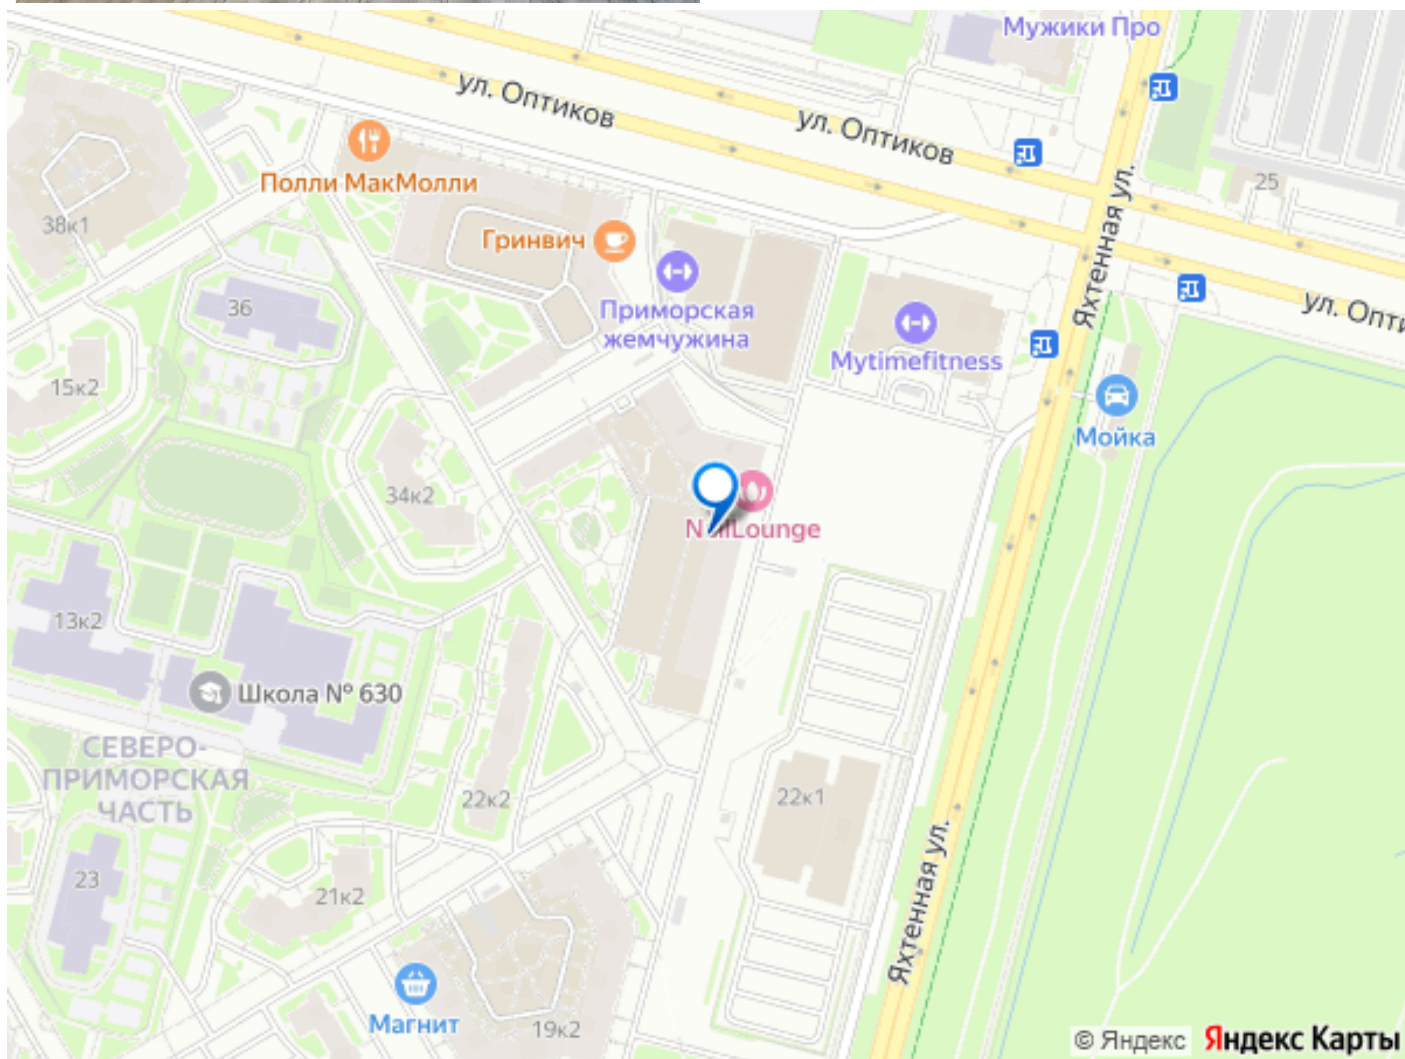 Мужики Про
ул. Оптиков
ул. Оптиков
25
Полли МакМолли
38к1
Яхтенная ул.
Гринвич
36
Приморская
жемчужина
ул. Опти
Mytimefitness
15к2
Мойка
34к2
NailLounge
13к2
Школа № 630
СЕВЕРО-
ПРИМОРСКАЯ
ЧАСТЬ
22к2
22к1
23
21к2
Яхтенная ул.
Магнит
19к2
© Яндекс Яндекс Карты